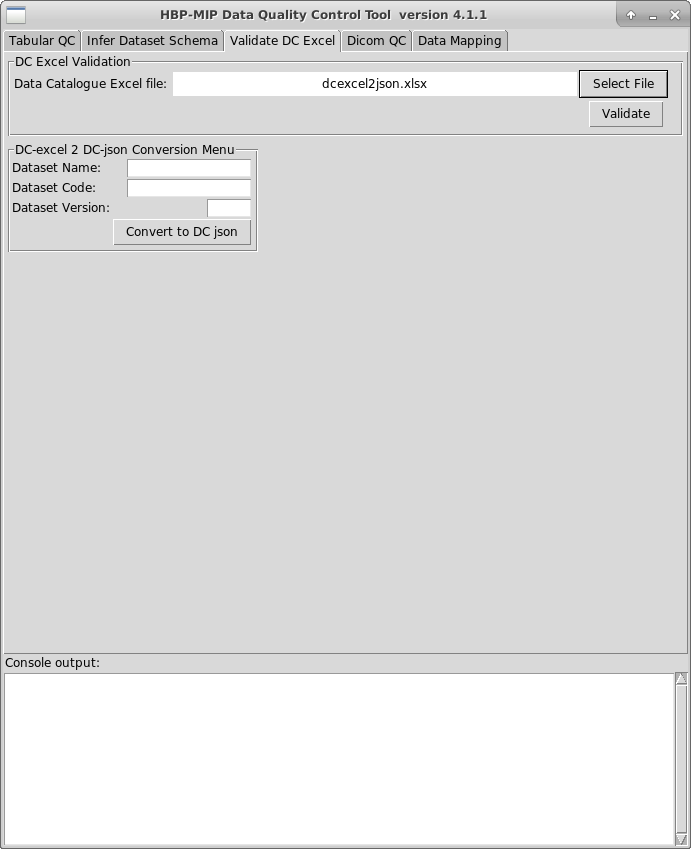 HBP-MIP Data Quality Control Tool  version 4.1.1
Tabular QC Infer Dataset Schema Validate DC Excel Dicom QC Data Mapping
DC Excel Validation
Data Catalogue Excel file: dcexcel2json.xlsx Select File
Validate
DC-excel 2 DC-json Conversion Menu
Dataset Name:
Dataset Code:
Dataset Version:
Convert to DC json
Console output: